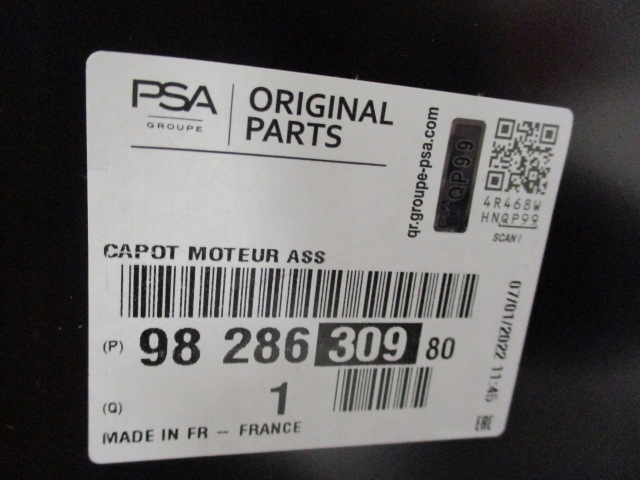 PSA
GROUPE
ORIGINAL
PARTS
qr.groupe-psa.com
QP99
4R468W
HNQP99
SCAN!
CAPOT MOTEUR ASS
(P) 98 286 309 80
(Q) 1
07/01/2022 11:45
EAC
MADE IN FR - FRANCE